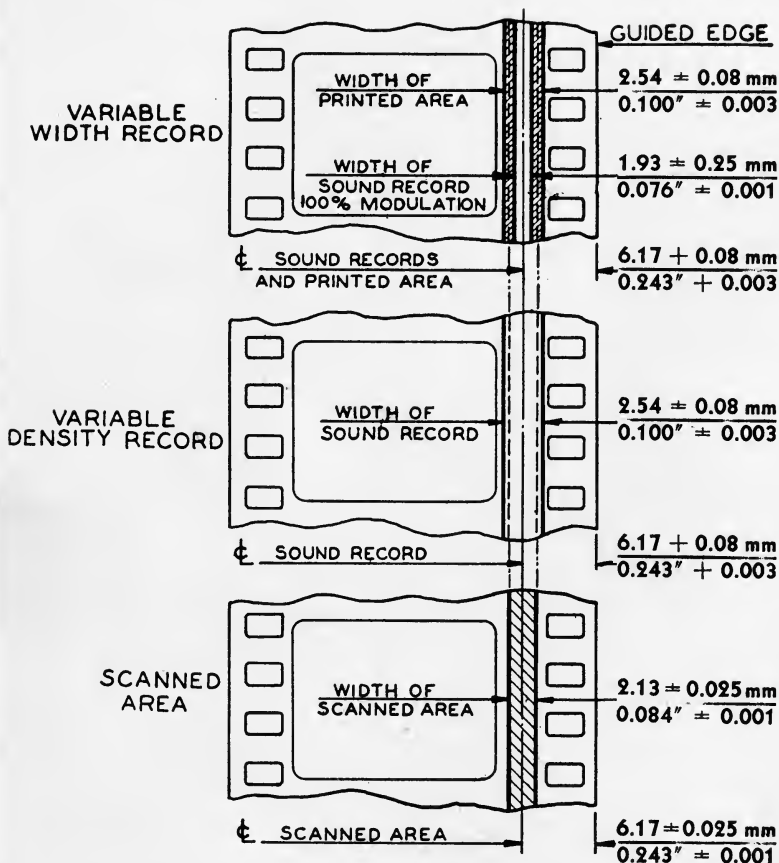 GUIDED EDGE
VARIABLE
WIDTH RECORD
WIDTH OF
PRINTED AREA
2.54 ± 0.08 mm
0.100" ± 0.003
WIDTH OF
SOUND RECORD
100% MODULATION
1.93 ± 0.25 mm
0.076" ± 0.001
℄ SOUND RECORDS
AND PRINTED AREA
6.17 + 0.08 mm
0.243" + 0.003
VARIABLE
DENSITY RECORD
WIDTH OF
SOUND RECORD
2.54 ± 0.08 mm
0.100" ± 0.003
℄ SOUND RECORD
6.17 + 0.08 mm
0.243" + 0.003
SCANNED
AREA
WIDTH OF
SCANNED AREA
2.13 ± 0.025 mm
0.084" ± 0.001
℄ SCANNED AREA
6.17 ± 0.025 mm
0.243" ± 0.001